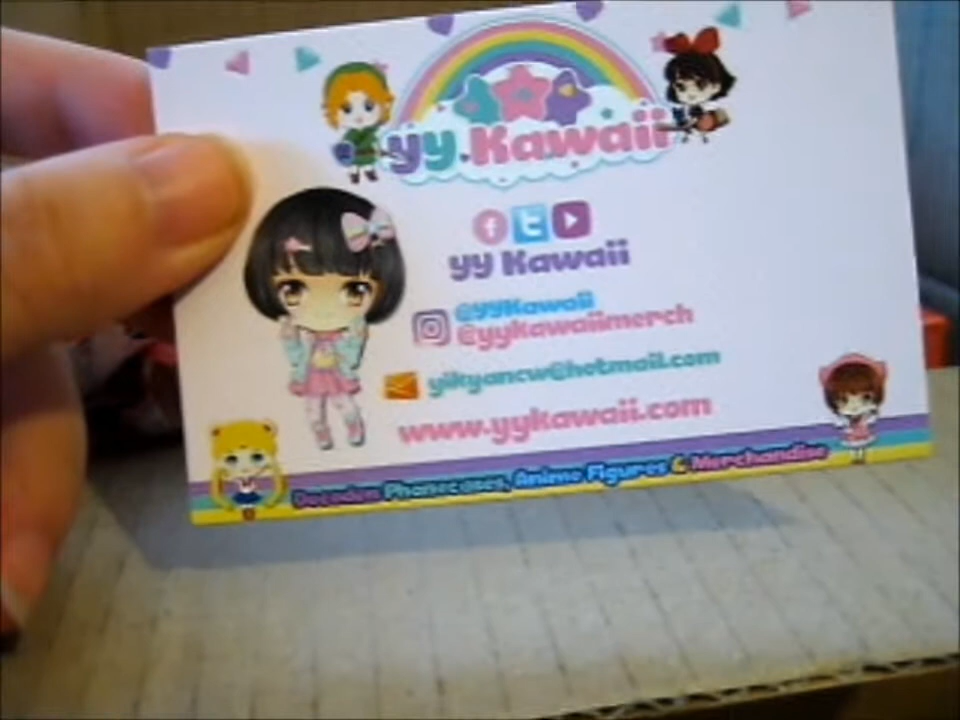 yy Kawaii
yy Kawaii
@yyKawaii
@yykawaiimerch
yikyancw@hotmail.com
www.yykawaii.com
Decoden Phonecases, Anime Figures & Merchandise